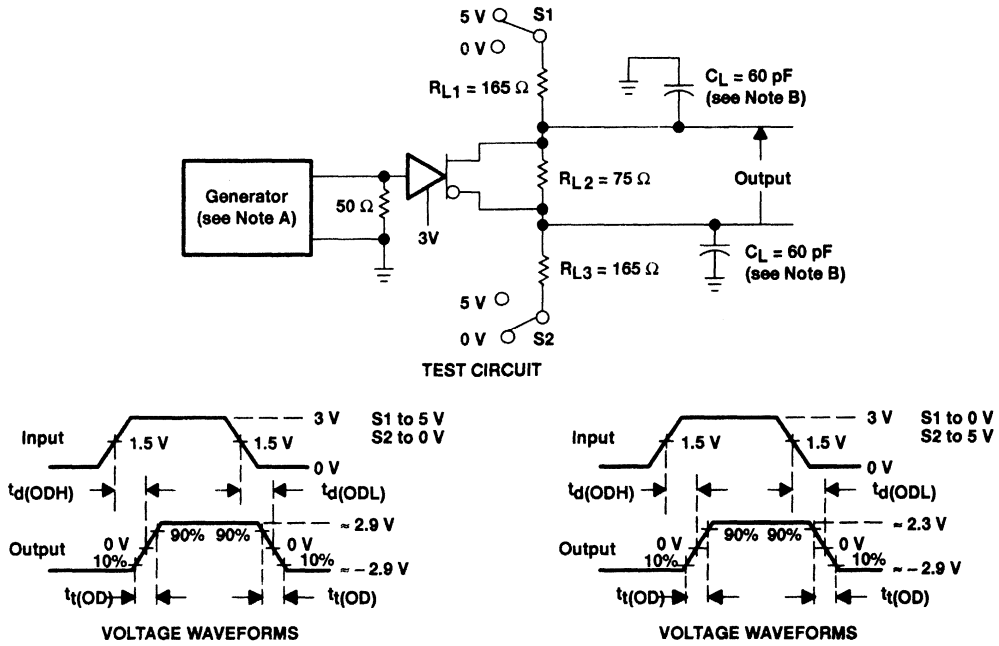 5 V S1
0 V
RL1 = 165 Ω
CL = 60 pF
(see Note B)
Generator
(see Note A)
50 Ω
3V
RL2 = 75 Ω
Output
RL3 = 165 Ω
CL = 60 pF
(see Note B)
5 V
0 V S2
TEST CIRCUIT
Input
1.5 V
1.5 V
3 V
0 V
S1 to 5 V
S2 to 0 V
td(ODH)
td(ODL)
Output
0 V
10%
90%
90%
0 V
10%
≈ 2.9 V
≈ − 2.9 V
tt(OD)
tt(OD)
VOLTAGE WAVEFORMS
Input
1.5 V
1.5 V
3 V
0 V
S1 to 0 V
S2 to 5 V
td(ODH)
td(ODL)
Output
0 V
10%
90%
90%
0 V
10%
≈ 2.3 V
≈ − 2.9 V
tt(OD)
tt(OD)
VOLTAGE WAVEFORMS